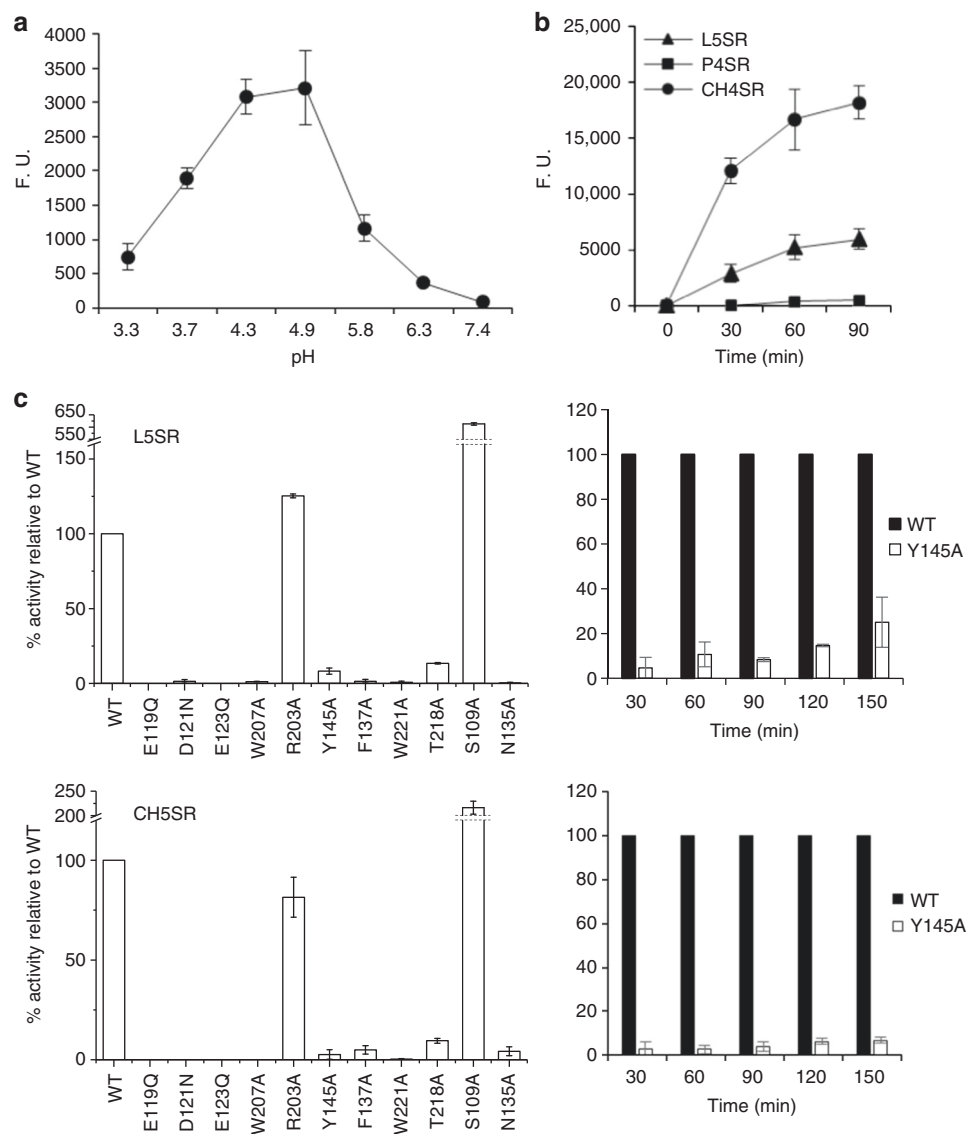 a
4000
3500
3000
2500
2000
1500
1000
500
0
F. U.
3.3 3.7 4.3 4.9 5.8 6.3 7.4
pH
b
25,000
20,000
15,000
10,000
5000
0
F. U.
L5SR
P4SR
CH4SR
0 30 60 90
Time (min)
c
650
550
150
100
50
0
% activity relative to WT
L5SR
WT
E119Q
D121N
E123Q
W207A
R203A
Y145A
F137A
W221A
T218A
S109A
N135A
120
100
80
60
40
20
0
WT
Y145A
30 60 90 120 150
Time (min)
250
200
100
50
0
% activity relative to WT
CH5SR
WT
E119Q
D121N
E123Q
W207A
R203A
Y145A
F137A
W221A
T218A
S109A
N135A
120
100
80
60
40
20
0
WT
Y145A
30 60 90 120 150
Time (min)